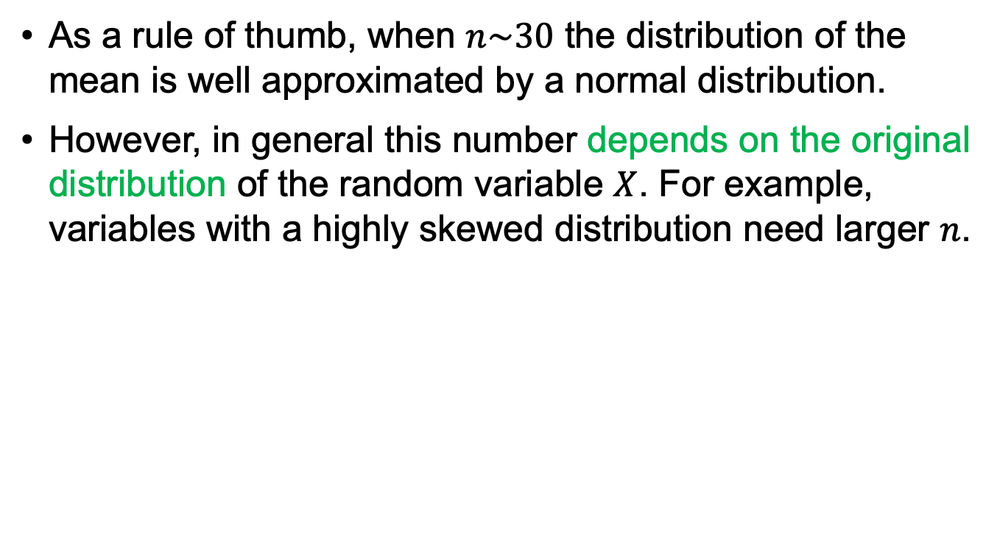 • As a rule of thumb, when n~30 the distribution of the
mean is well approximated by a normal distribution.
• However, in general this number depends on the original
distribution of the random variable X. For example,
variables with a highly skewed distribution need larger n.